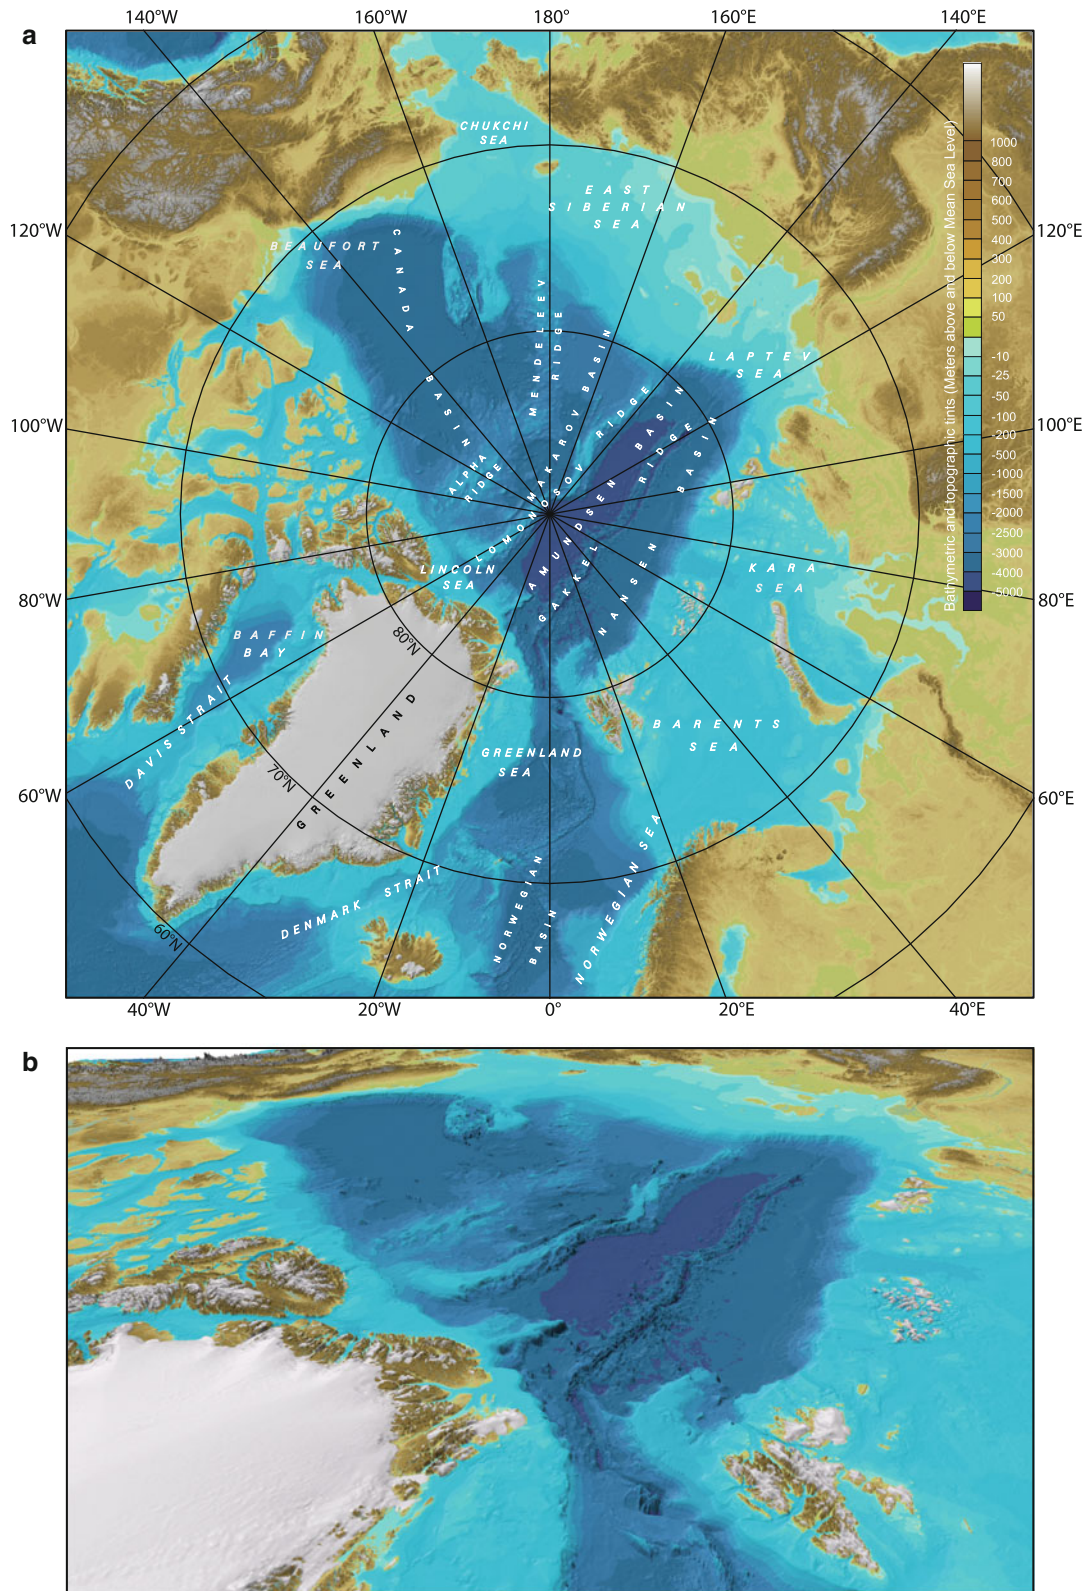 140°W 160°W 180° 160°E 140°E
a
CHUKCHI
SEA
EAST
SIBERIAN
SEA
BEAUFORT
SEA
CANADA
BASIN
MENDELEEV
RIDGE
MAKAROV BASIN
LAPTEV
SEA
ALPHA
RIDGE
LOMONOSOV RIDGE
AMUNDSEN BASIN
GAKKEL RIDGE
NANSEN BASIN
LINCOLN
SEA
KARA
SEA
BAFFIN
BAY
DAVIS STRAIT
GREENLAND
80°N
70°N
60°N
GREENLAND
SEA
BARENTS
SEA
DENMARK STRAIT
NORWEGIAN
BASIN
NORWEGIAN SEA
120°W
100°W
80°W
60°W
120°E
100°E
80°E
60°E
Bathymetric and topographic tints (Meters above and below Mean Sea Level)
1000
800
700
600
500
400
300
200
100
50
-10
-25
-50
-100
-200
-500
-1000
-1500
-2000
-2500
-3000
-4000
-5000
40°W 20°W 0° 20°E 40°E
b